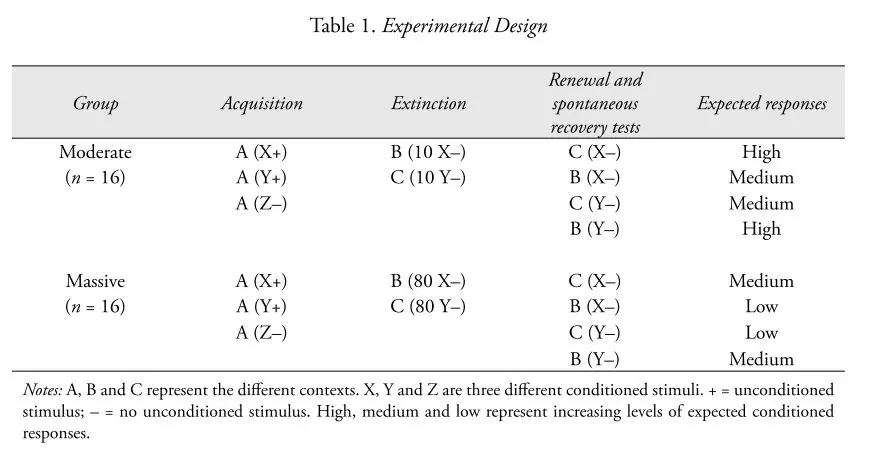 Table 1. Experimental Design
Group Acquisition Extinction Renewal and spontaneous recovery tests Expected responses
Moderate A (X+) B (10 X–) C (X–) High
(n = 16) A (Y+) C (10 Y–) B (X–) Medium
A (Z–) C (Y–) Medium
B (Y–) High
Massive A (X+) B (80 X–) C (X–) Medium
(n = 16) A (Y+) C (80 Y–) B (X–) Low
A (Z–) C (Y–) Low
B (Y–) Medium
Notes: A, B and C represent the different contexts. X, Y and Z are three different conditioned stimuli. + = unconditioned
stimulus; – = no unconditioned stimulus. High, medium and low represent increasing levels of expected conditioned
responses.